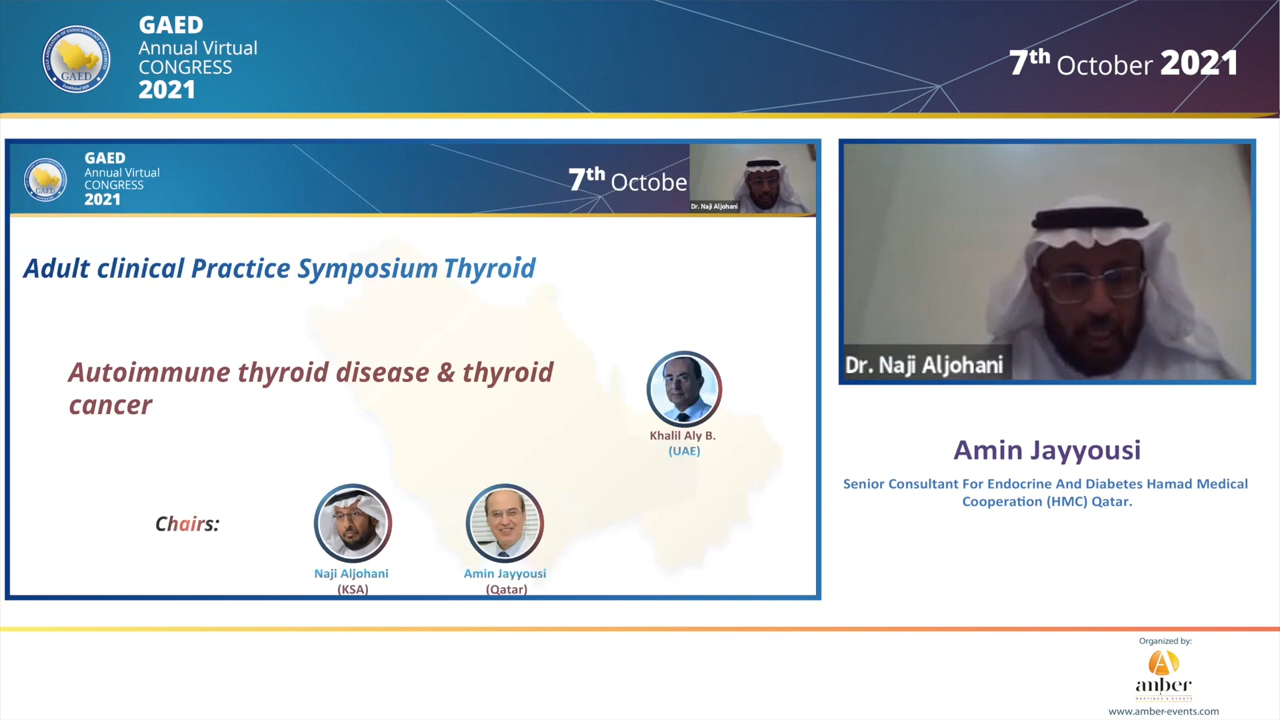 GAED
Annual Virtual
CONGRESS
2021
7th October 2021
GAED
GAED
Annual Virtual
CONGRESS
2021
7th Octobe
Dr. Naji Aljohani
Adult clinical Practice Symposium Thyroid
Autoimmune thyroid disease & thyroid
cancer
Khalil Aly B.
(UAE)
Chairs:
Naji Aljohani
(KSA)
Amin Jayyousi
(Qatar)
Dr. Naji Aljohani
Amin Jayyousi
Senior Consultant For Endocrine And Diabetes Hamad Medical
Cooperation (HMC) Qatar.
Organized by:
anber
www.amber-events.com